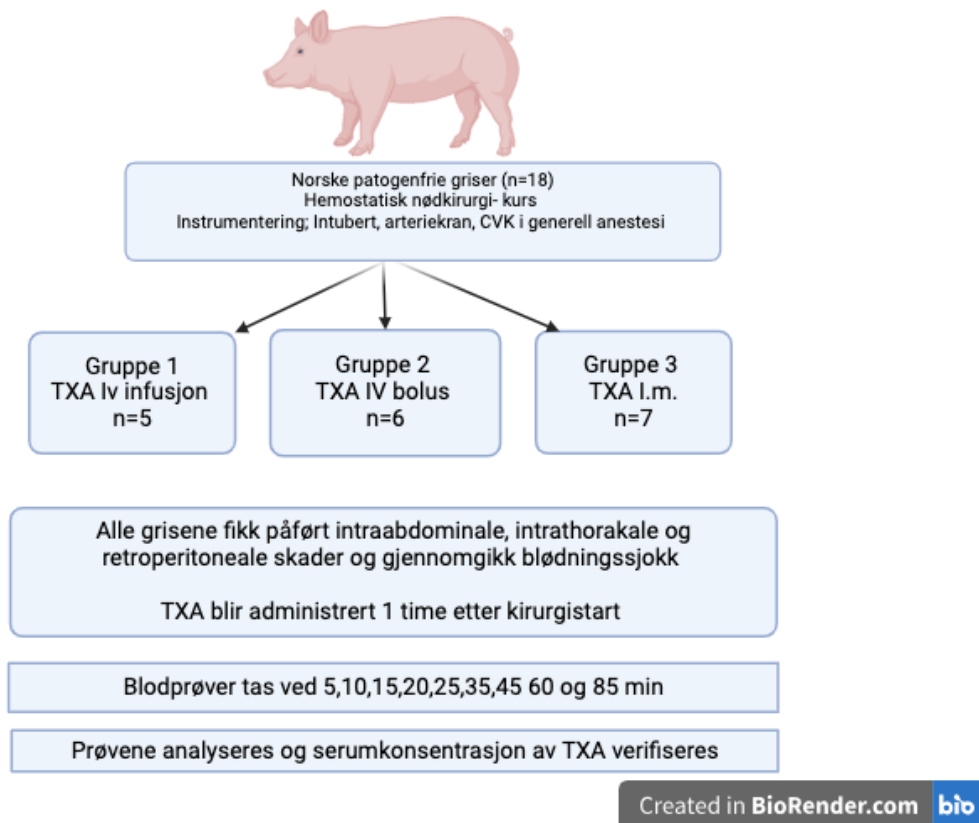 Norske patogenfrie griser (n=18)
Hemostatisk nødkirurgi- kurs
Instrumentering; Intubert, arteriekran, CVK i generell anestesi
Gruppe 1
TXA Iv infusjon
n=5
Gruppe 2
TXA IV bolus
n=6
Gruppe 3
TXA I.m.
n=7
Alle grisene fikk påført intraabdominale, intrathorakale og
retroperitoneale skader og gjennomgikk blødningssjokk
TXA blir administrert 1 time etter kirurgistart
Blodprøver tas ved 5,10,15,20,25,35,45 60 og 85 min
Prøvene analyseres og serumkonsentrasjon av TXA verifiseres
Created in BioRender.com bio